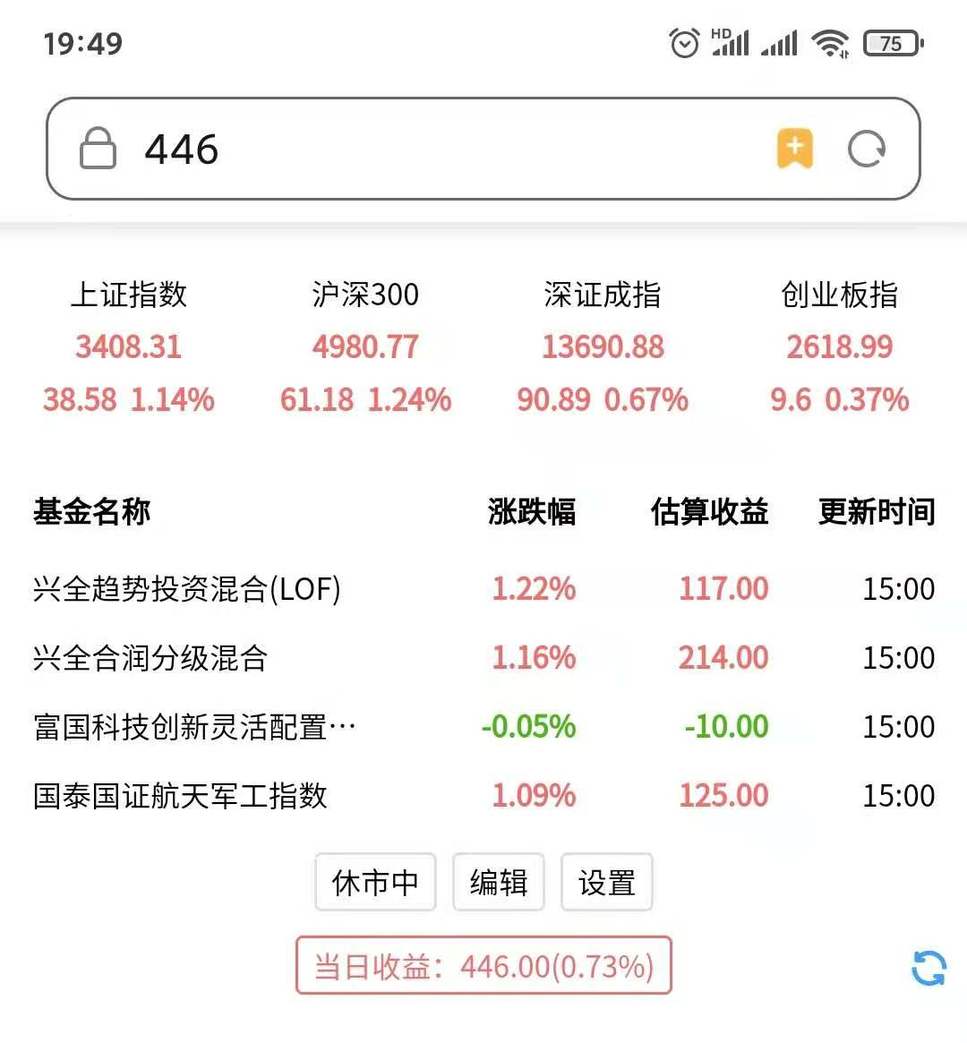 19:49 HD 75
446
上证指数 沪深300 深证成指 创业板指
3408.31 4980.77 13690.88 2618.99
38.58 1.14% 61.18 1.24% 90.89 0.67% 9.6 0.37%
基金名称 涨跌幅 估算收益 更新时间
兴全趋势投资混合(LOF) 1.22% 117.00 15:00
兴全合润分级混合 1.16% 214.00 15:00
富国科技创新灵活配置… -0.05% -10.00 15:00
国泰国证航天军工指数 1.09% 125.00 15:00
休市中 编辑 设置
当日收益：446.00(0.73%)